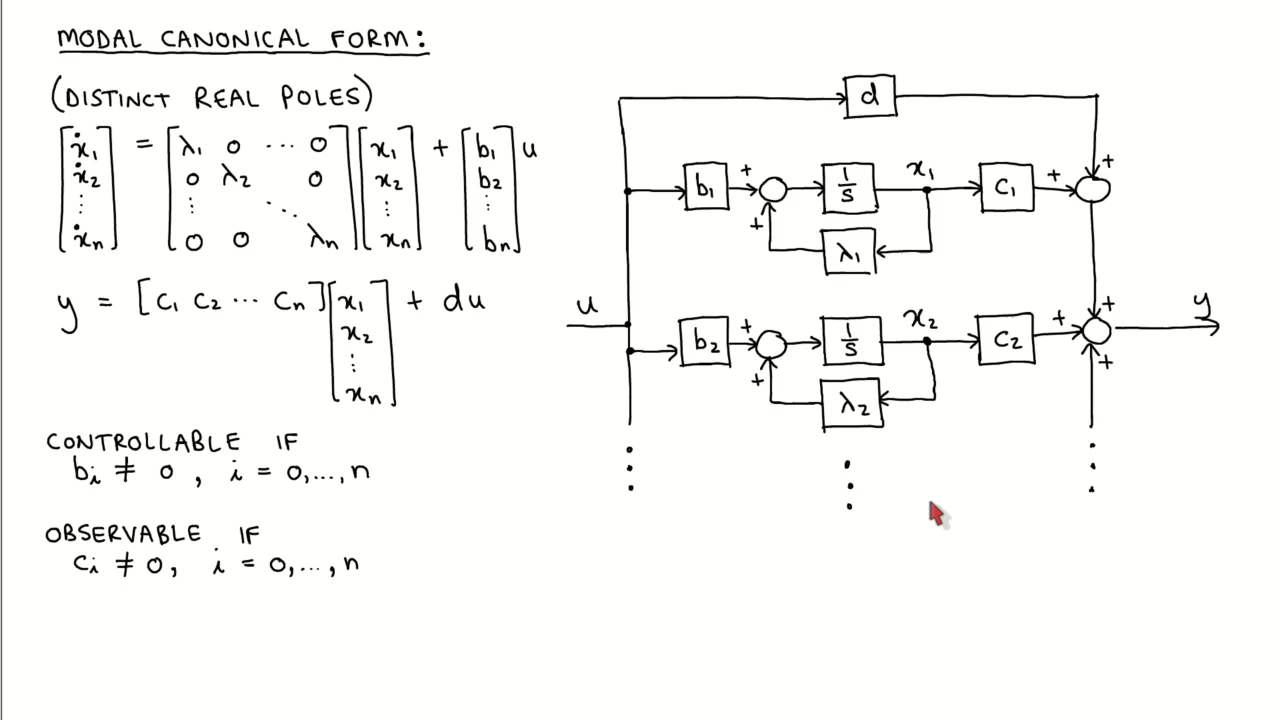 MODAL CANONICAL FORM:
(DISTINCT REAL POLES)
[ẋ1 ẋ2 ⋮ ẋn] = [λ1 0 ⋯ 0; 0 λ2 0; ⋮ ⋱; 0 0 λn] [x1 x2 ⋮ xn] + [b1 b2 ⋮ bn] u
y = [c1 c2 ⋯ cn] [x1 x2 ⋮ xn] + du
CONTROLLABLE IF
bi ≠ 0 , i = 0,...,n
OBSERVABLE IF
ci ≠ 0, i = 0,...,n
d
+
b1 + 1/s x1 c1 +
+
λ1
u
+
y
b2 + 1/s x2 c2 +
+
+
λ2